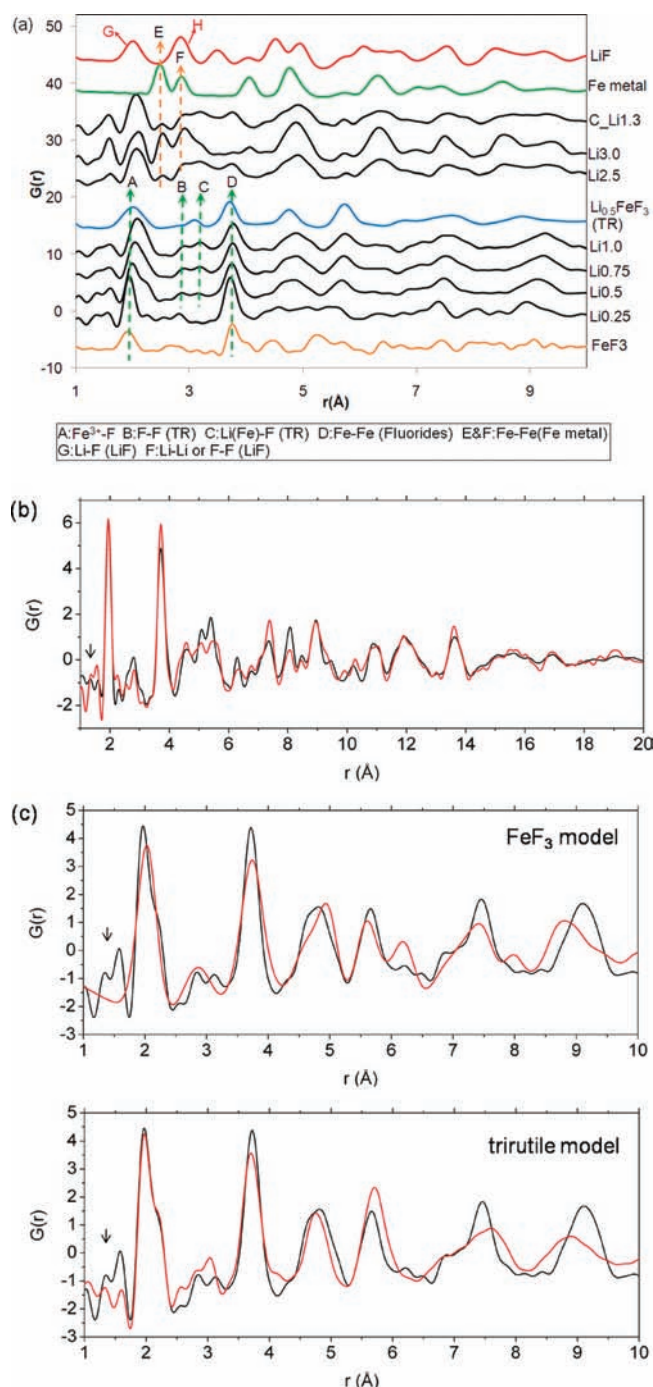 (a)
50
40
30
20
10
0
-10
G(r)
G
E
H
F
LiF
Fe metal
C_Li1.3
Li3.0
Li2.5
A
B
C
D
Li0.5FeF3
(TR)
Li1.0
Li0.75
Li0.5
Li0.25
FeF3
1 3 5 7 9
r(A)
A:Fe3+-F B:F-F (TR) C:Li(Fe)-F (TR) D:Fe-Fe (Fluorides) E&F:Fe-Fe(Fe metal)
G:Li-F (LiF) F:Li-Li or F-F (LiF)
(b)
6
4
2
0
-2
G(r)
2 4 6 8 10 12 14 16 18 20
r (Å)
(c)
5
4
3
2
1
0
-1
-2
-3
G(r)
FeF3 model
1 2 3 4 5 6 7 8 9 10
r (Å)
5
4
3
2
1
0
-1
-2
-3
G(r)
trirutile model
1 2 3 4 5 6 7 8 9 10
r (Å)